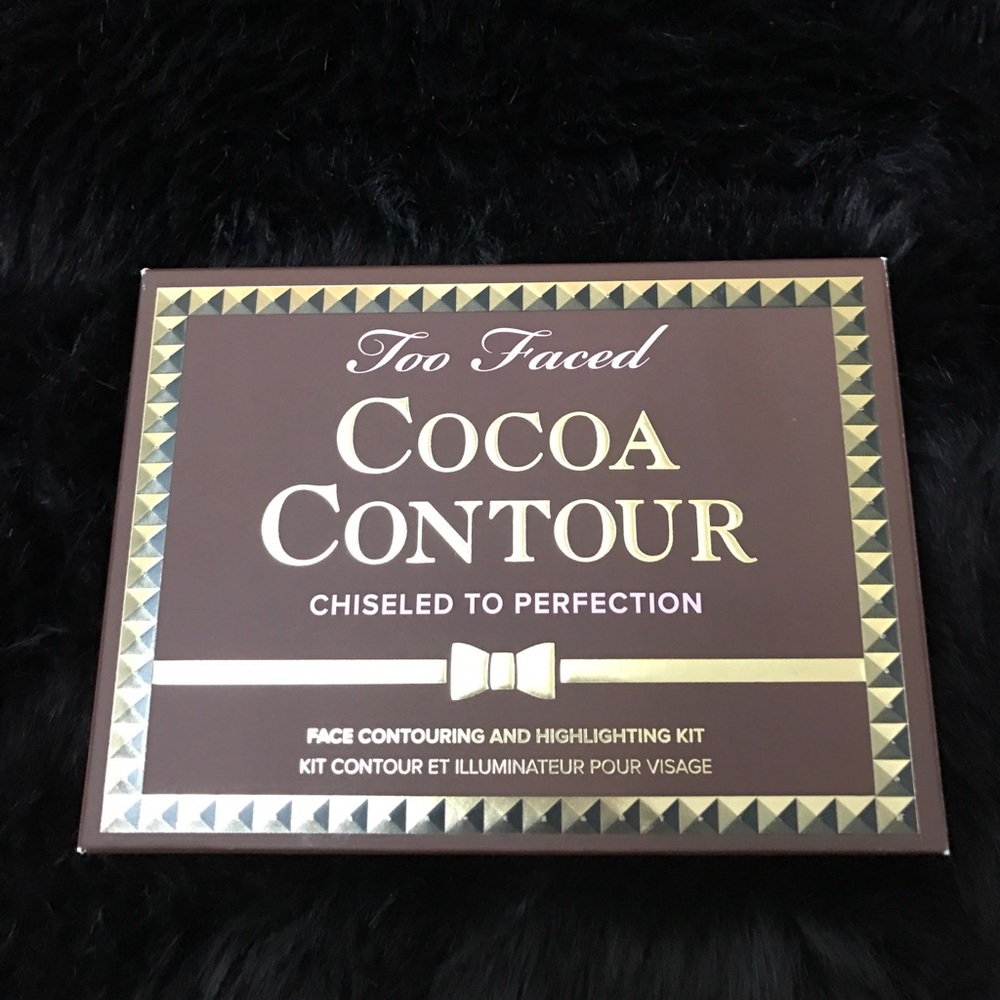 Too Faced
COCOA
CONTOUR
CHISELED TO PERFECTION
FACE CONTOURING AND HIGHLIGHTING KIT
KIT CONTOUR ET ILLUMINATEUR POUR VISAGE